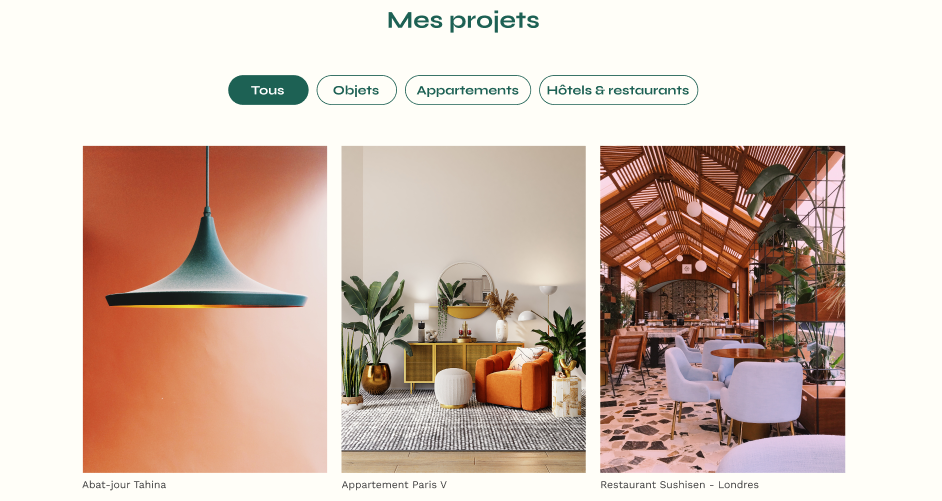 Mes projets
Tous
Objets
Appartements
Hôtels & restaurants
Abat-jour Tahina
Appartement Paris V
Restaurant Sushisen - Londres